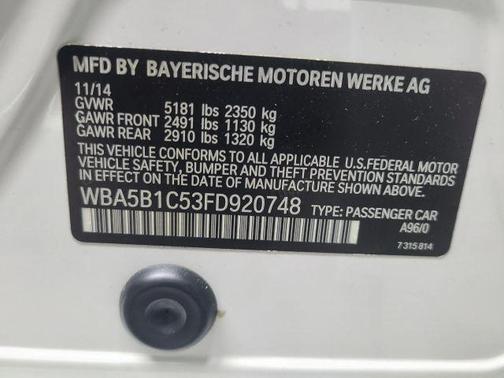 MFD BY BAYERISCHE MOTOREN WERKE AG
11/14
GVWR 5181 lbs 2350 kg
GAWR FRONT 2491 lbs 1130 kg
GAWR REAR 2910 lbs 1320 kg
THIS VEHICLE CONFORMS TO ALL APPLICABLE U.S.FEDERAL MOTOR
VEHICLE SAFETY, BUMPER, AND THEFT PREVENTION STANDARDS
IN EFFECT ON THE DATE OF MANUFACTURE SHOWN ABOVE.
WBA5B1C53FD920748 TYPE: PASSENGER CAR
A96/0
7 315 814